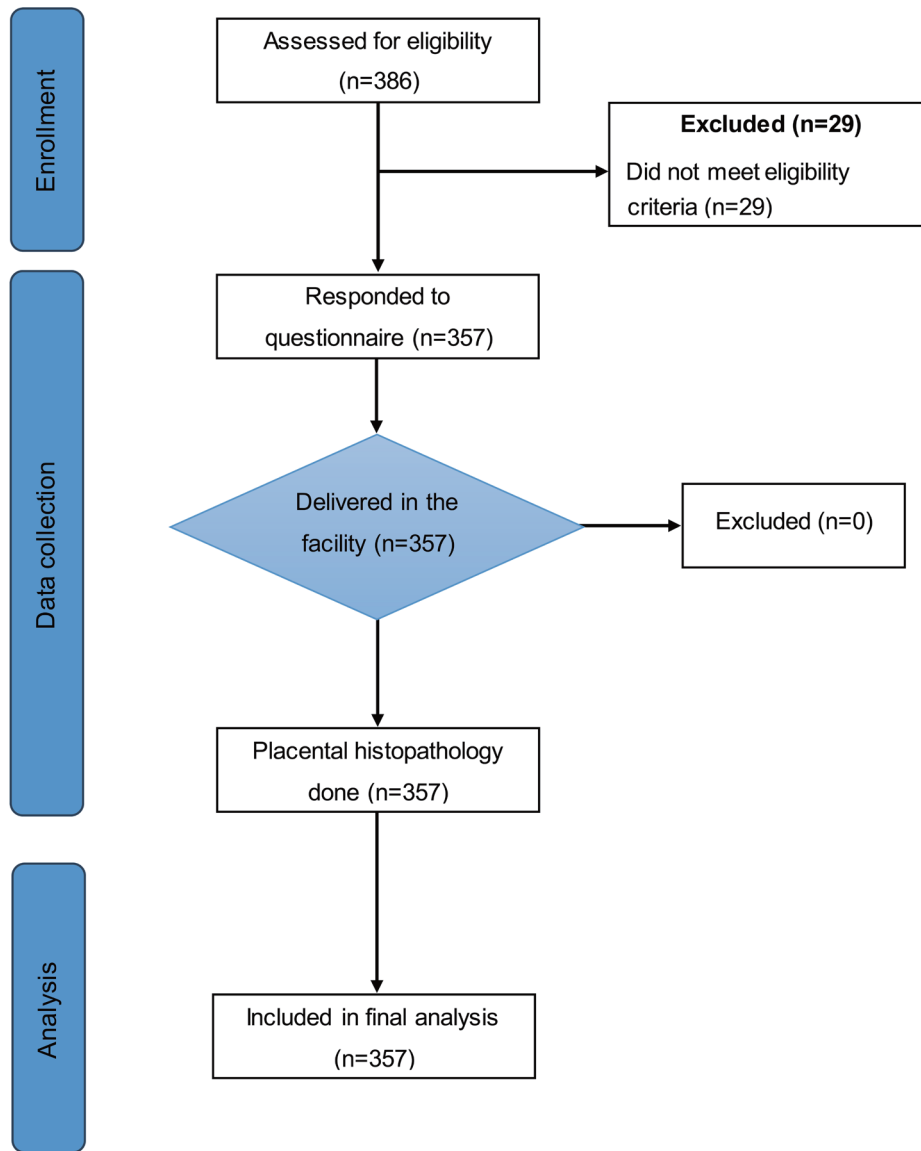 Enrollment
Assessed for eligibility
(n=386)
Excluded (n=29)
Did not meet eligibility
criteria (n=29)
Data collection
Responded to
questionnaire (n=357)
Delivered in the
facility (n=357)
Excluded (n=0)
Placental histopathology
done (n=357)
Analysis
Included in final analysis
(n=357)